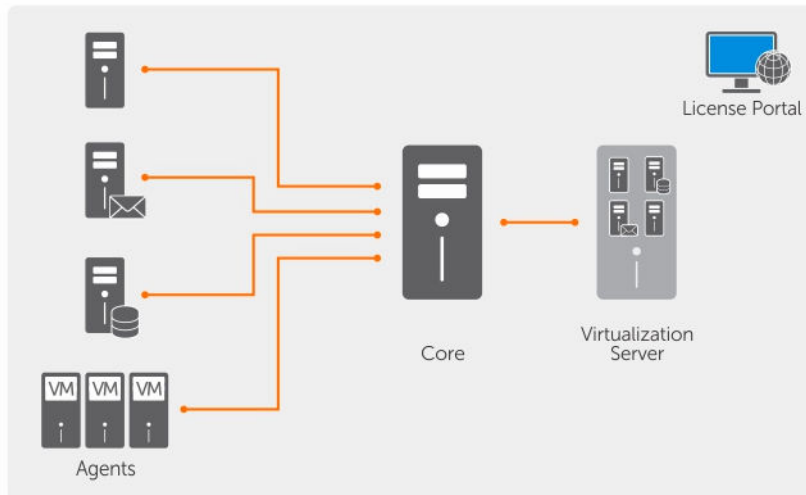 License Portal
Core
Virtualization
Server
VM VM VM
Agents